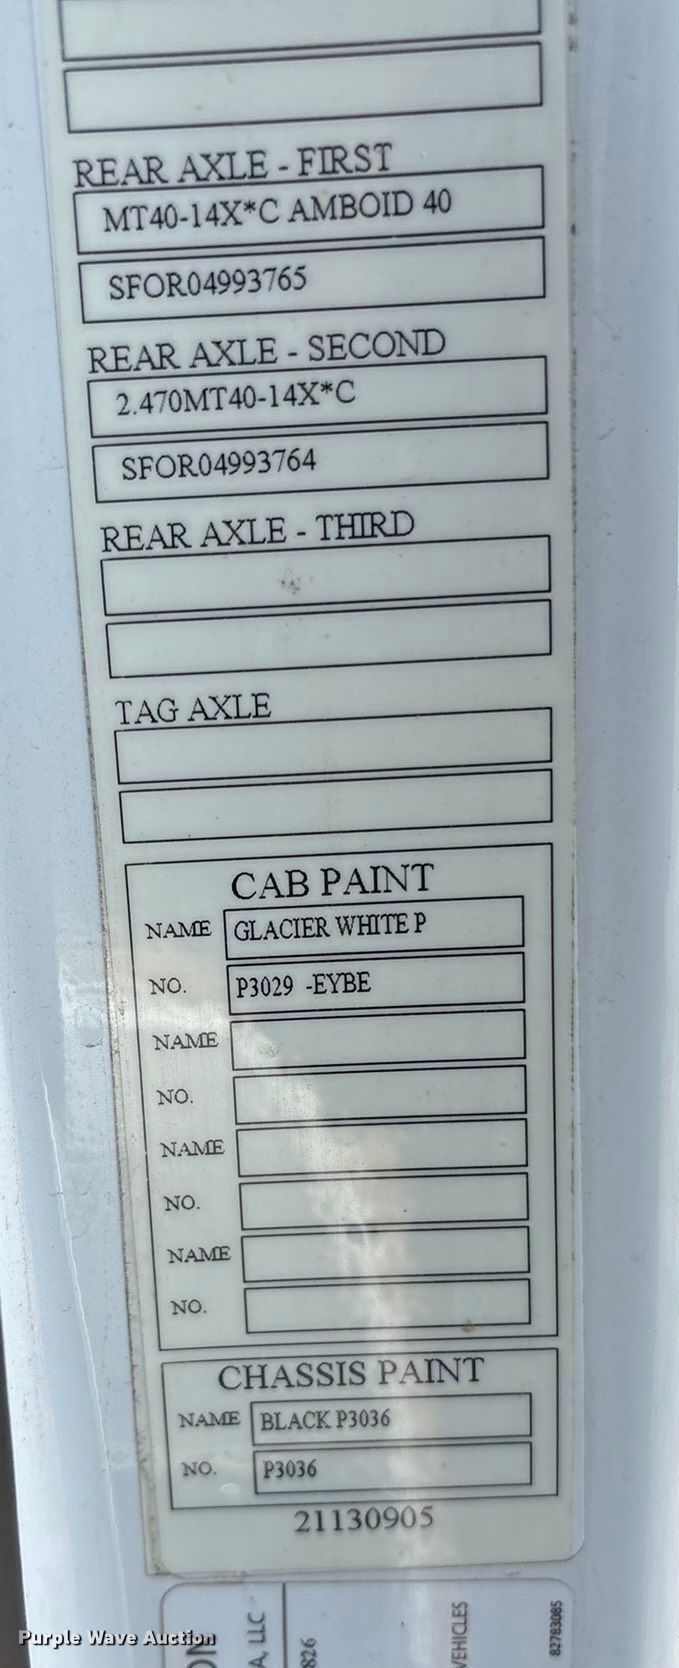 REAR AXLE - FIRST
MT40-14X*C AMBOID 40
SFOR04993765
REAR AXLE - SECOND
2.470MT40-14X*C
SFOR04993764
REAR AXLE - THIRD
TAG AXLE
CAB PAINT
NAME GLACIER WHITE P
NO. P3029 -EYBE
NAME
NO.
NAME
NO.
NAME
NO.
CHASSIS PAINT
NAME BLACK P3036
NO. P3036
21130905
ON
A, LLC
826
VEHICLES
82783085
Purple Wave Auction